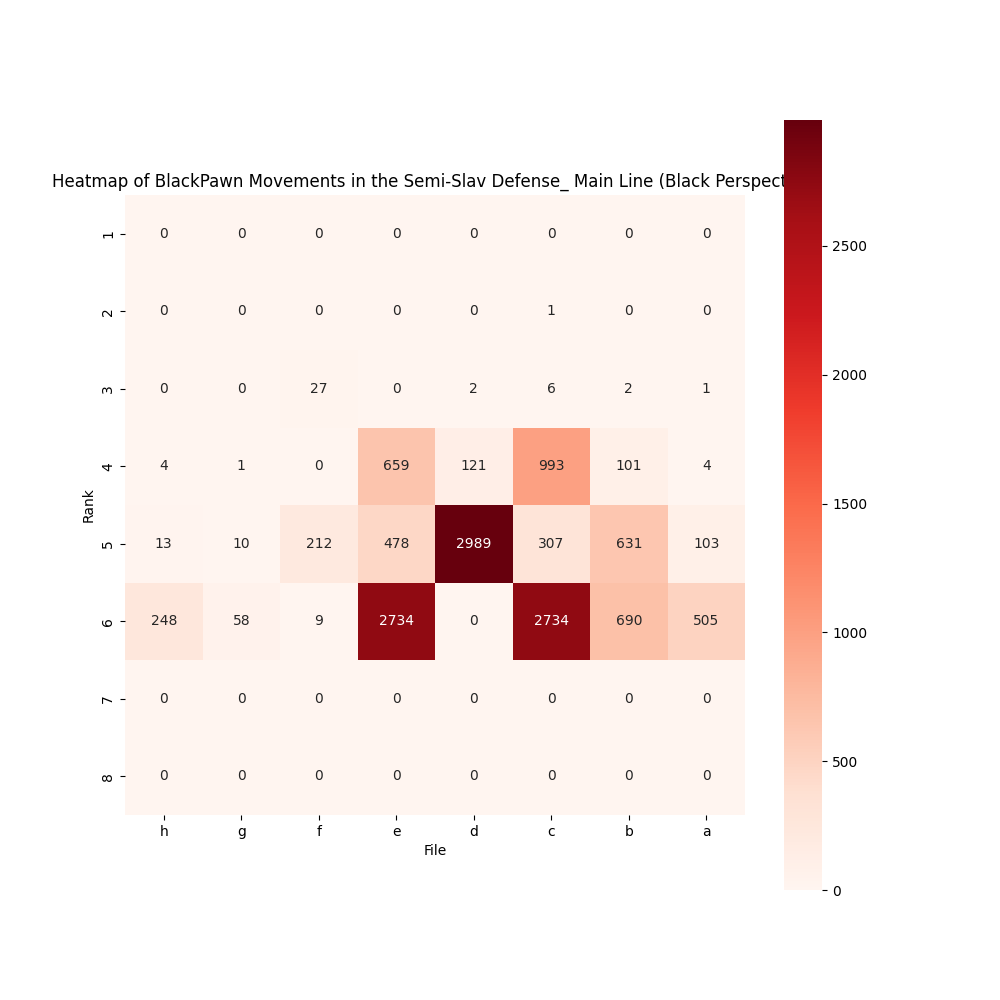 Heatmap of BlackPawn Movements in the Semi-Slav Defense_ Main Line (Black Perspect
1 0 0 0 0 0 0 0 0
2 0 0 0 0 0 1 0 0
3 0 0 27 0 2 6 2 1
4 4 1 0 659 121 993 101 4
5 13 10 212 478 2989 307 631 103
6 248 58 9 2734 0 2734 690 505
7 0 0 0 0 0 0 0 0
8 0 0 0 0 0 0 0 0
h g f e d c b a
File
Rank
2500
2000
1500
1000
500
0